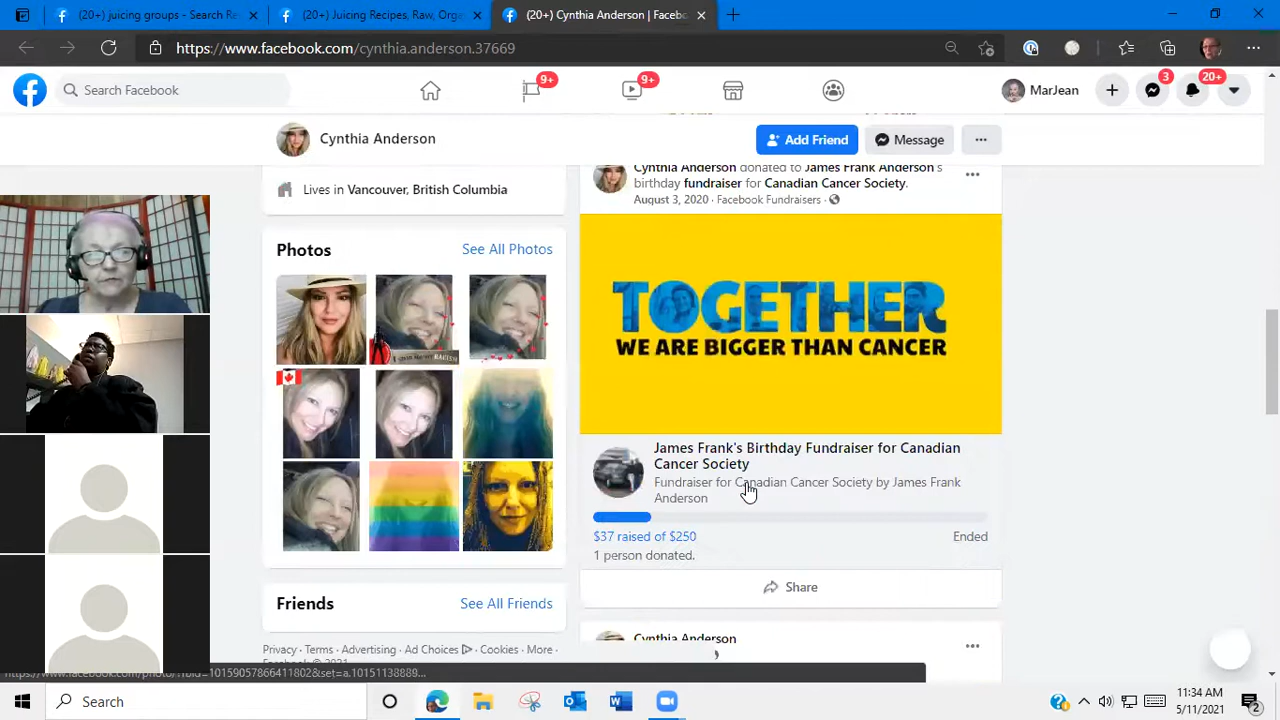 (20+) juicing groups - Search Re
(20+) Juicing Recipes, Raw, Orga
(20+) Cynthia Anderson | Facebo
https://www.facebook.com/cynthia.anderson.37669
Search Facebook
9+
9+
MarJean
3
20+
Cynthia Anderson
Add Friend
Message
Lives in Vancouver, British Columbia
Cynthia Anderson donated to James Frank Anderson's
birthday fundraiser for Canadian Cancer Society.
August 3, 2020 · Facebook Fundraisers ·
Photos
See All Photos
TOGETHER
WE ARE BIGGER THAN CANCER
James Frank's Birthday Fundraiser for Canadian
Cancer Society
Fundraiser for Canadian Cancer Society by James Frank
Anderson
$37 raised of $250
Ended
1 person donated.
Share
Friends
See All Friends
Cynthia Anderson
Privacy · Terms · Advertising · Ad Choices · Cookies · More ·
Facebook © 2021
Search
11:34 AM
5/11/2021
2